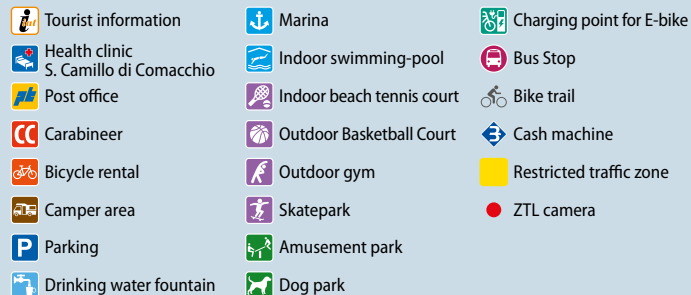 Tourist information
Health clinic
S. Camillo di Comacchio
Post office
CC Carabineer
Bicycle rental
Camper area
P Parking
Drinking water fountain
Marina
Indoor swimming-pool
Indoor beach tennis court
Outdoor Basketball Court
Outdoor gym
Skatepark
Amusement park
Dog park
Charging point for E-bike
Bus Stop
Bike trail
Cash machine
Restricted traffic zone
ZTL camera